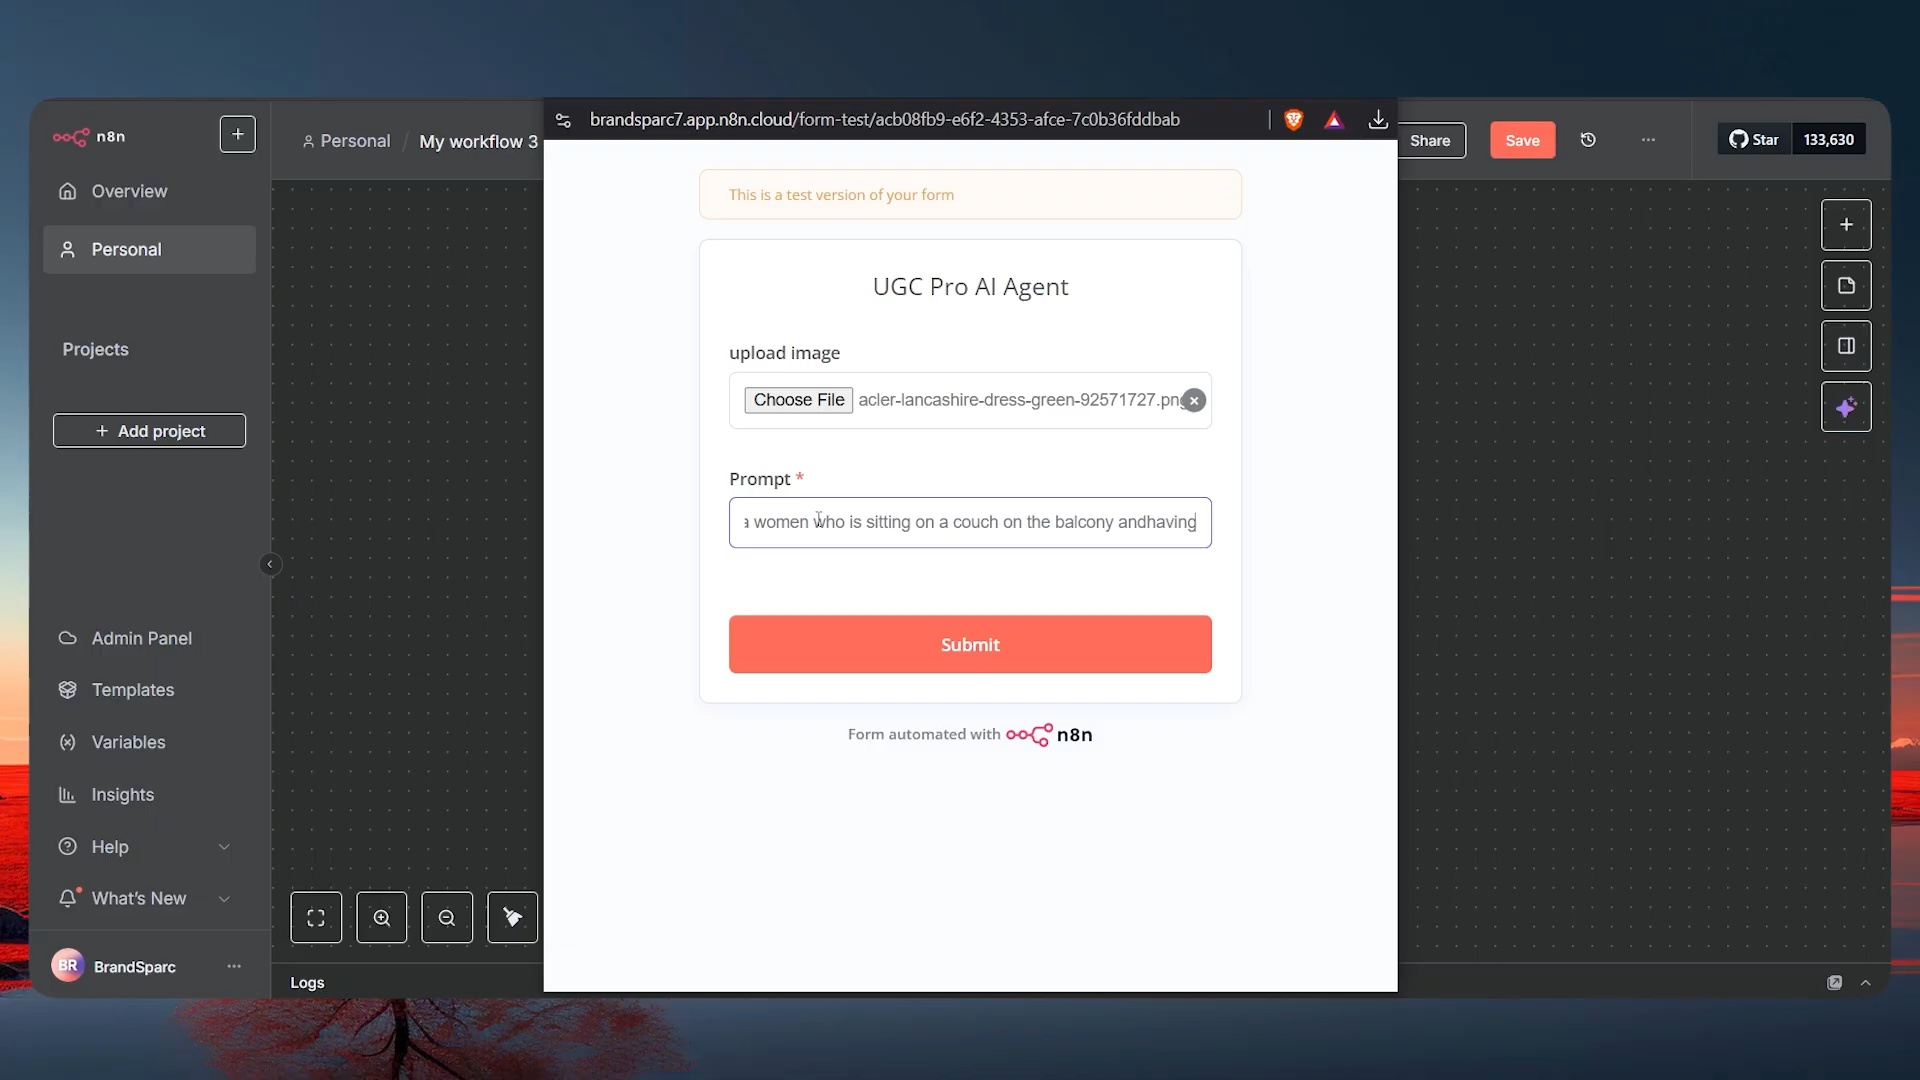 n8n
+
Overview
Personal
Projects
+ Add project
Admin Panel
Templates
Variables
Insights
Help
What's New
BR BrandSparc
Personal / My workflow 3
brandsparc7.app.n8n.cloud/form-test/acb08fb9-e6f2-4353-afce-7c0b36fddbab
Share
Save
Star 133,630
This is a test version of your form
UGC Pro AI Agent
upload image
Choose File acler-lancashire-dress-green-92571727.png
Prompt *
a women who is sitting on a couch on the balcony andhaving
Submit
Form automated with n8n
Logs